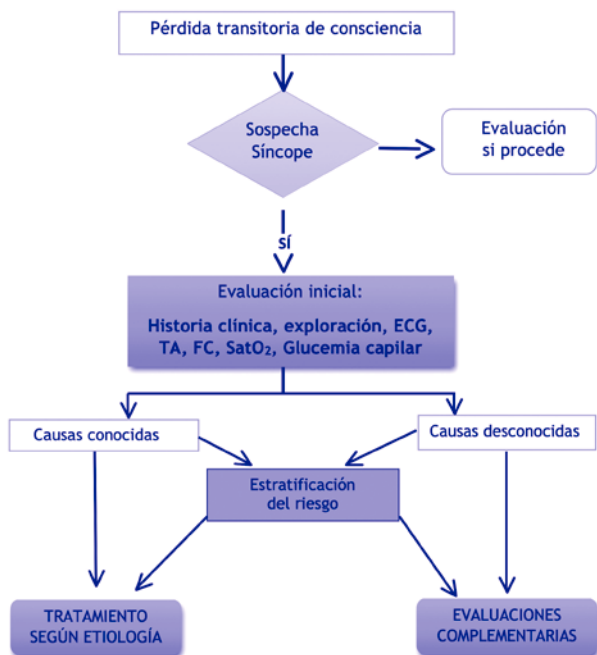 Pérdida transitoria de consciencia
Sospecha
Síncope
Evaluación
si procede
sí
Evaluación inicial:
Historia clínica, exploración, ECG,
TA, FC, SatO₂, Glucemia capilar
Causas conocidas
Causas desconocidas
Estratificación
del riesgo
TRATAMIENTO
SEGÚN ETIOLOGÍA
EVALUACIONES
COMPLEMENTARIAS